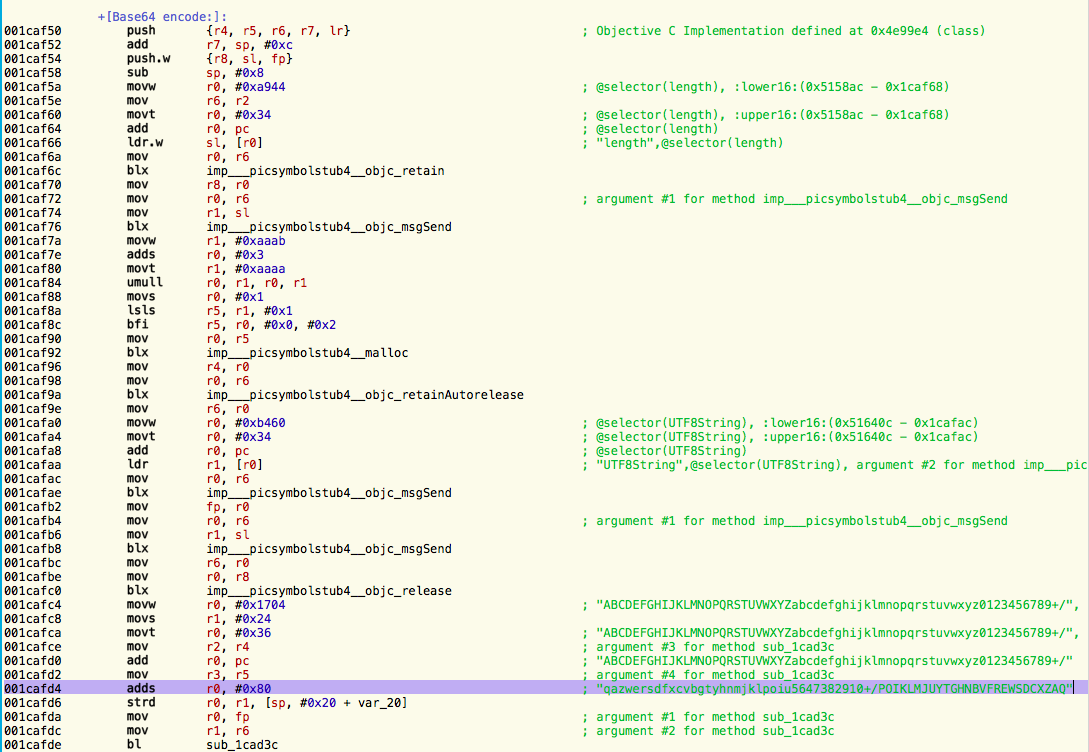 +[Base64 encode:]:
001caf50 push {r4, r5, r6, r7, lr} ; Objective C Implementation defined at 0x4e99e4 (class)
001caf52 add r7, sp, #0xc
001caf54 push.w {r8, sl, fp}
001caf58 sub sp, #0x8
001caf5a movw r0, #0xa944 ; @selector(length), :lower16:(0x5158ac - 0x1caf68)
001caf5e mov r6, r2
001caf60 movt r0, #0x34 ; @selector(length), :upper16:(0x5158ac - 0x1caf68)
001caf64 add r0, pc ; @selector(length)
001caf66 ldr.w sl, [r0] ; "length",@selector(length)
001caf6a mov r0, r6
001caf6c blx imp___picsymbolstub4__objc_retain
001caf70 mov r8, r0
001caf72 mov r0, r6 ; argument #1 for method imp___picsymbolstub4__objc_msgSend
001caf74 mov r1, sl
001caf76 blx imp___picsymbolstub4__objc_msgSend
001caf7a movw r1, #0xaaab
001caf7e adds r0, #0x3
001caf80 movt r1, #0xaaaa
001caf84 umull r0, r1, r0, r1
001caf88 movs r0, #0x1
001caf8a lsls r5, r1, #0x1
001caf8c bfi r5, r0, #0x0, #0x2
001caf90 mov r0, r5
001caf92 blx imp___picsymbolstub4__malloc
001caf96 mov r4, r0
001caf98 mov r0, r6
001caf9a blx imp___picsymbolstub4__objc_retainAutorelease
001caf9e mov r6, r0
001cafa0 movw r0, #0xb460 ; @selector(UTF8String), :lower16:(0x51640c - 0x1cafac)
001cafa4 movt r0, #0x34 ; @selector(UTF8String), :upper16:(0x51640c - 0x1cafac)
001cafa8 add r0, pc ; @selector(UTF8String)
001cafaa ldr r1, [r0] ; "UTF8String",@selector(UTF8String), argument #2 for method imp___pic
001cafac mov r0, r6
001cafae blx imp___picsymbolstub4__objc_msgSend
001cafb2 mov fp, r0
001cafb4 mov r0, r6 ; argument #1 for method imp___picsymbolstub4__objc_msgSend
001cafb6 mov r1, sl
001cafb8 blx imp___picsymbolstub4__objc_msgSend
001cafbc mov r6, r0
001cafbe mov r0, r8
001cafc0 blx imp___picsymbolstub4__objc_release
001cafc4 movw r0, #0x1704 ; "ABCDEFGHIJKLMNOPQRSTUVWXYZabcdefghijklmnopqrstuvwxyz0123456789+/",
001cafc8 movs r1, #0x24
001cafca movt r0, #0x36 ; "ABCDEFGHIJKLMNOPQRSTUVWXYZabcdefghijklmnopqrstuvwxyz0123456789+/",
001cafce mov r2, r4 ; argument #3 for method sub_1cad3c
001cafd0 add r0, pc ; "ABCDEFGHIJKLMNOPQRSTUVWXYZabcdefghijklmnopqrstuvwxyz0123456789+/"
001cafd2 mov r3, r5 ; argument #4 for method sub_1cad3c
001cafd4 adds r0, #0x80 ; "qazwersdfxcvbgtyhnmjklpoiu5647382910+/POIKLMJUYTGHNBVFREWSDCXZAQ"
001cafd6 strd r0, r1, [sp, #0x20 + var_20]
001cafda mov r0, fp ; argument #1 for method sub_1cad3c
001cafdc mov r1, r6 ; argument #2 for method sub_1cad3c
001cafde bl sub_1cad3c